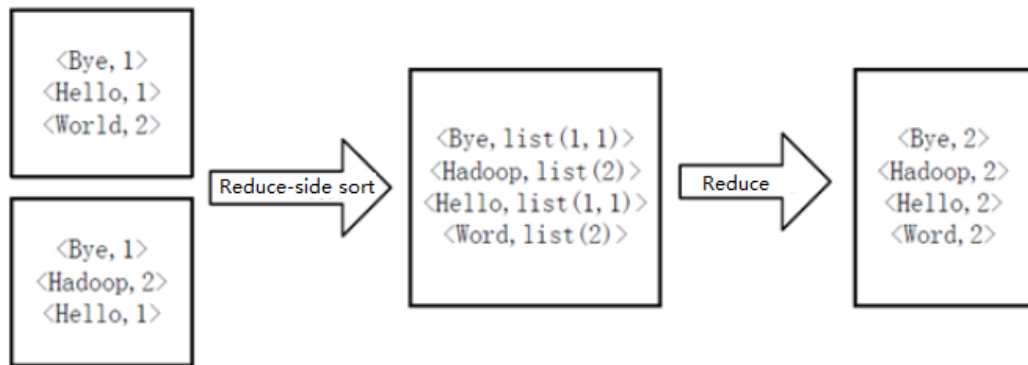 <Bye, 1>
<Hello, 1>
<World, 2>
<Bye, 1>
<Hadoop, 2>
<Hello, 1>
Reduce-side sort
<Bye, list(1, 1)>
<Hadoop, list(2)>
<Hello, list(1, 1)>
<Word, list(2)>
Reduce
<Bye, 2>
<Hadoop, 2>
<Hello, 2>
<Word, 2>